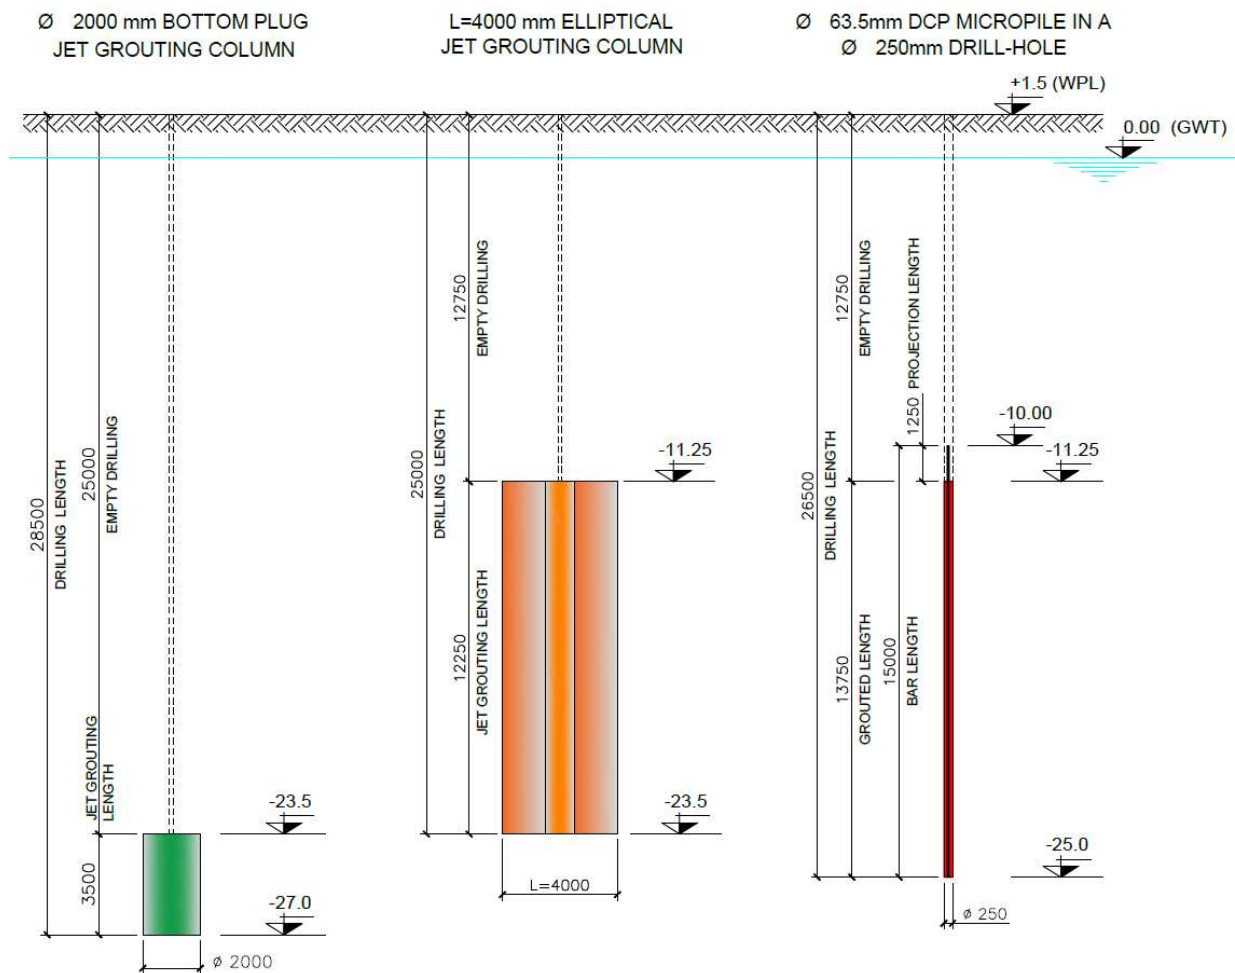 Ø 2000 mm BOTTOM PLUG
JET GROUTING COLUMN
L=4000 mm ELLIPTICAL
JET GROUTING COLUMN
Ø 63.5mm DCP MICROPILE IN A
Ø 250mm DRILL-HOLE
+1.5 (WPL)
0.00 (GWT)
28500
DRILLING LENGTH
25000
EMPTY DRILLING
JET GROUTING
LENGTH
3500
-23.5
-27.0
ø 2000
25000
DRILLING LENGTH
12750
EMPTY DRILLING
12250
JET GROUTING LENGTH
-11.25
-23.5
L=4000
26500
DRILLING LENGTH
12750
EMPTY DRILLING
13750
GROUTED LENGTH
15000
BAR LENGTH
1250 PROJECTION LENGTH
-10.00
-11.25
-25.0
ø 250